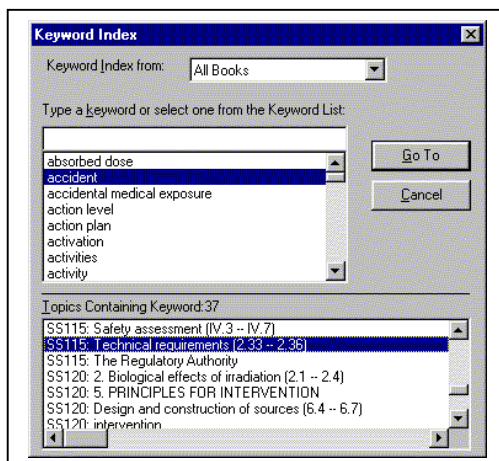 Keyword Index
Keyword Index from: All Books
Type a keyword or select one from the Keyword List:
absorbed dose
accident
accidental medical exposure
action level
action plan
activation
activities
activity
Go To
Cancel
Topics Containing Keyword:37
SS115: Safety assessment (IV.3 -- IV.7)
SS115: Technical requirements (2.33 -- 2.36)
SS115: The Regulatory Authority
SS120: 2. Biological effects of irradiation (2.1 -- 2.4)
SS120: 5. PRINCIPLES FOR INTERVENTION
SS120: Design and construction of sources (6.4 -- 6.7)
SS120: intervention